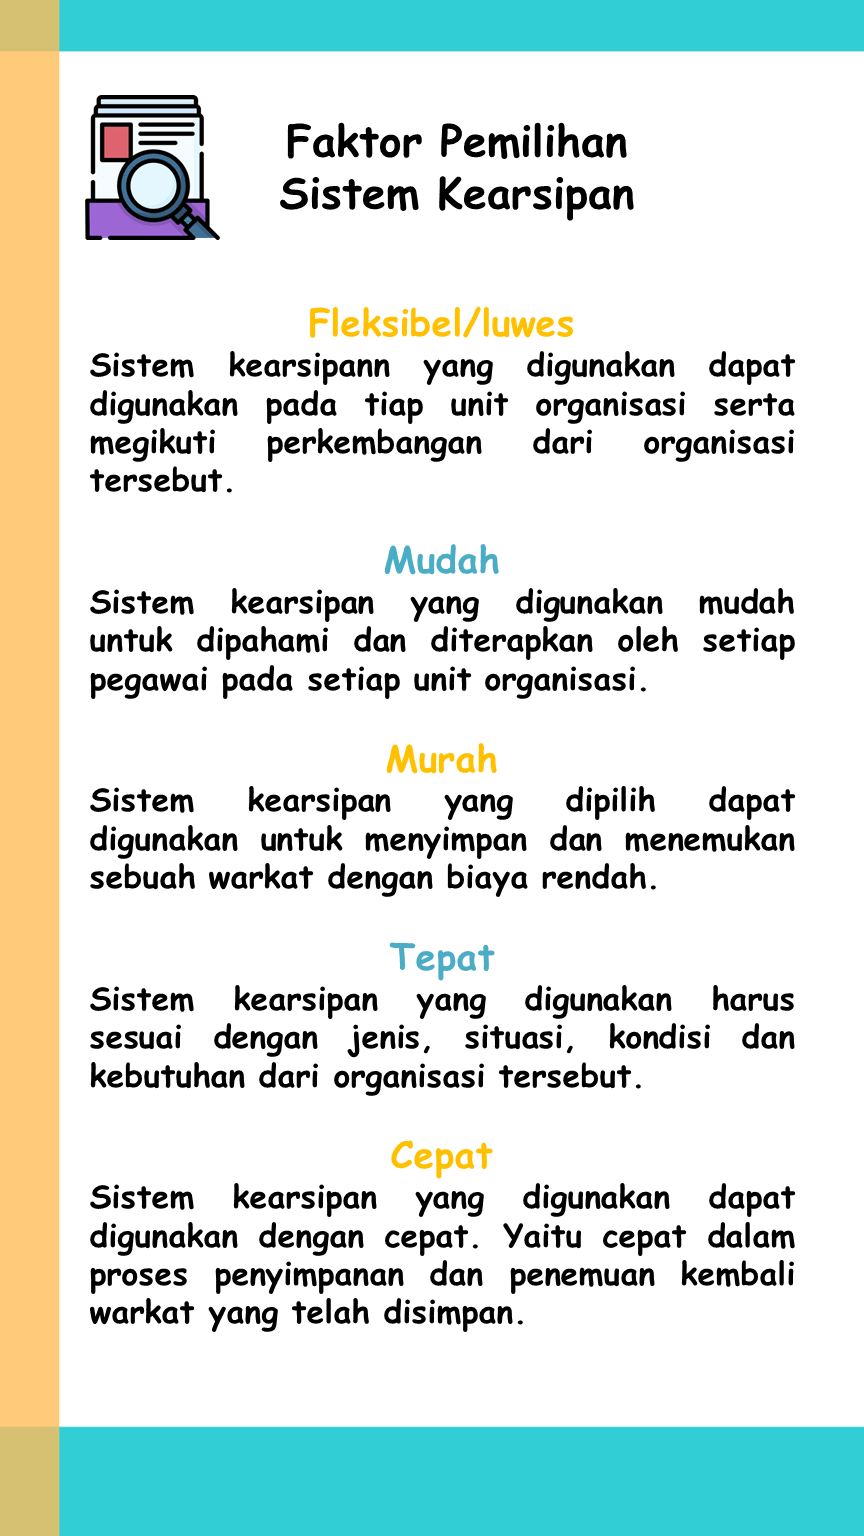 Faktor Pemilihan
Sistem Kearsipan
Fleksibel/luwes
Sistem kearsipann yang digunakan dapat
digunakan pada tiap unit organisasi serta
megikuti perkembangan dari organisasi
tersebut.
Mudah
Sistem kearsipan yang digunakan mudah
untuk dipahami dan diterapkan oleh setiap
pegawai pada setiap unit organisasi.
Murah
Sistem kearsipan yang dipilih dapat
digunakan untuk menyimpan dan menemukan
sebuah warkat dengan biaya rendah.
Tepat
Sistem kearsipan yang digunakan harus
sesuai dengan jenis, situasi, kondisi dan
kebutuhan dari organisasi tersebut.
Cepat
Sistem kearsipan yang digunakan dapat
digunakan dengan cepat. Yaitu cepat dalam
proses penyimpanan dan penemuan kembali
warkat yang telah disimpan.